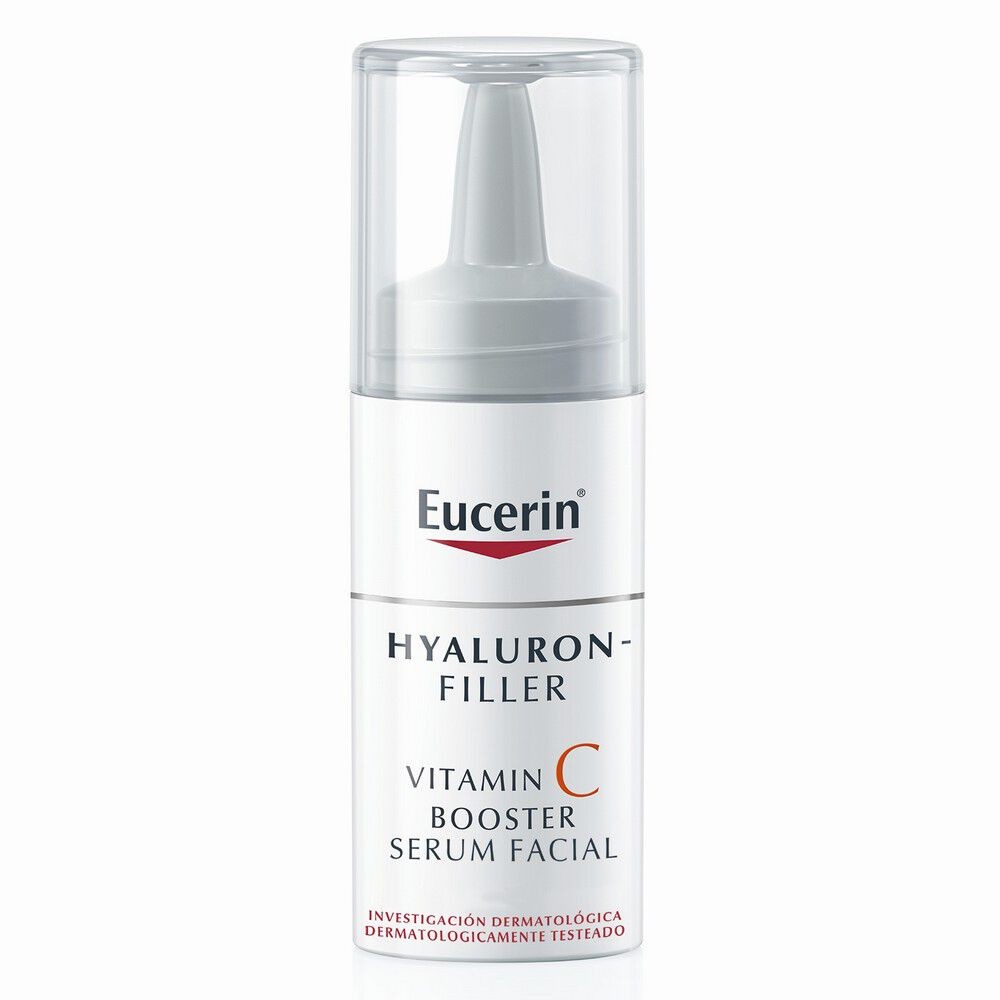 Eucerin®
HYALURON-
FILLER
VITAMIN C
BOOSTER
SERUM FACIAL
INVESTIGACIÓN DERMATOLÓGICA
DERMATOLOGICAMENTE TESTEADO